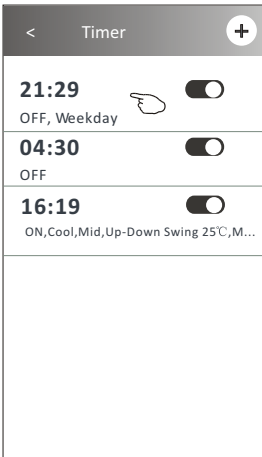 < Timer +
21:29
OFF, Weekday
04:30
OFF
16:19
ON,Cool,Mid,Up-Down Swing 25℃,M...